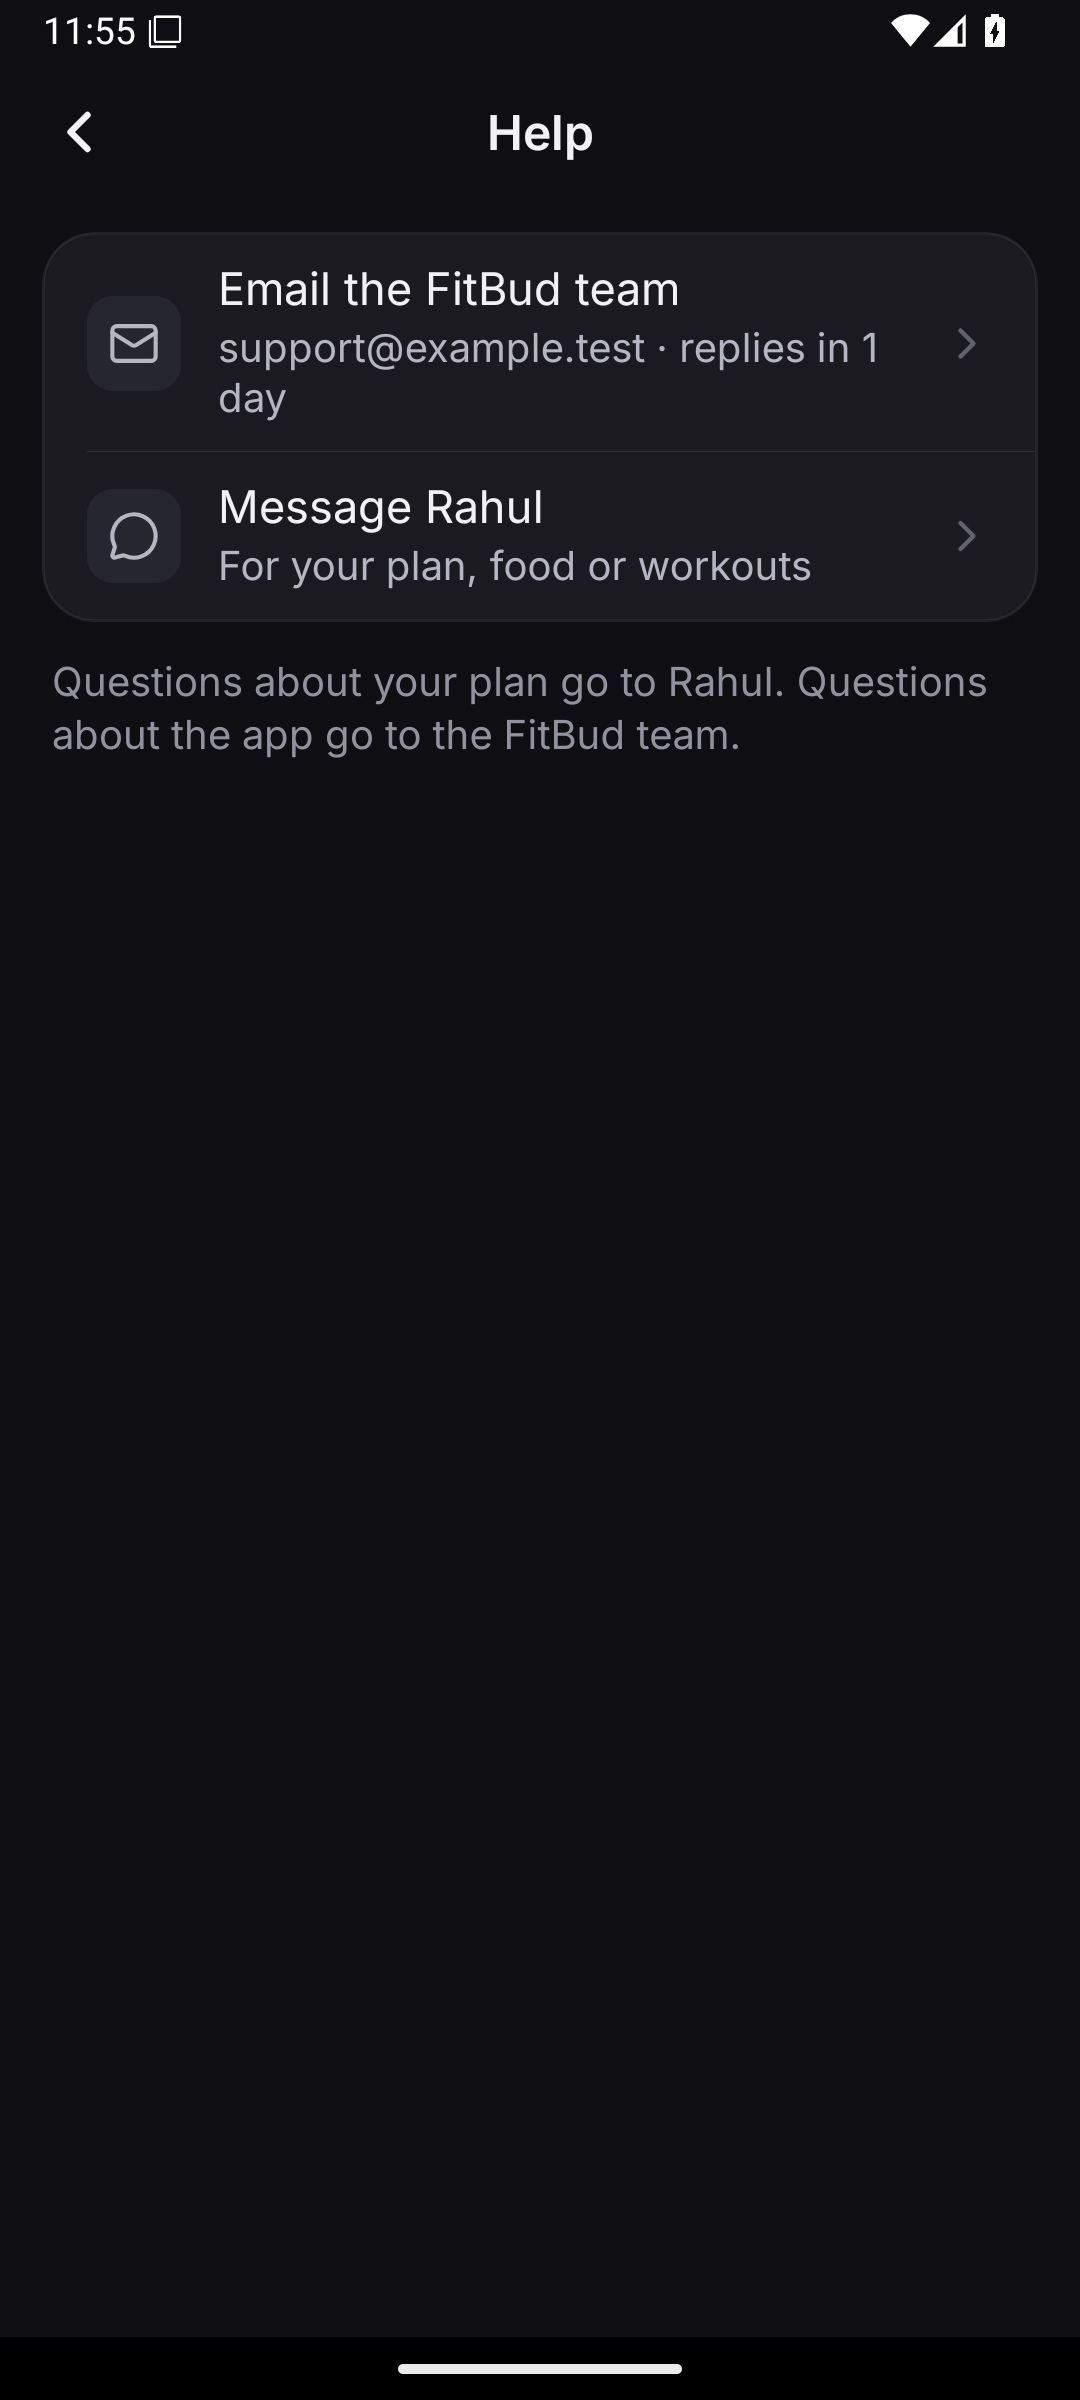 11:55
Help
Email the FitBud team
support@example.test · replies in 1
day
Message Rahul
For your plan, food or workouts
Questions about your plan go to Rahul. Questions
about the app go to the FitBud team.